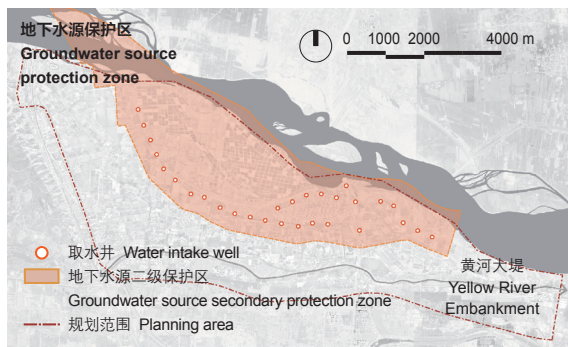 地下水源保护区
Groundwater source
protection zone
0 1000 2000 4000 m
取水井 Water intake well
地下水源二级保护区
Groundwater source secondary protection zone
规划范围 Planning area
黄河大堤
Yellow River
Embankment